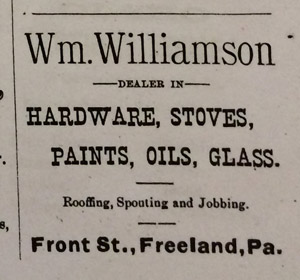 Wm. Williamson
—DEALER IN—
HARDWARE, STOVES,
PAINTS, OILS, GLASS.
Roofing, Spouting and Jobbing.
Front St., Freeland, Pa.